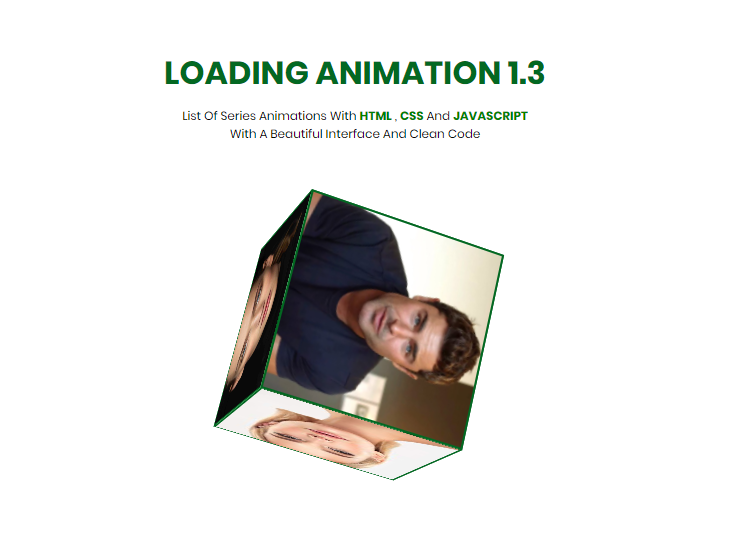 LOADING ANIMATION 1.3
List Of Series Animations With HTML , CSS And JAVASCRIPT
With A Beautiful Interface And Clean Code